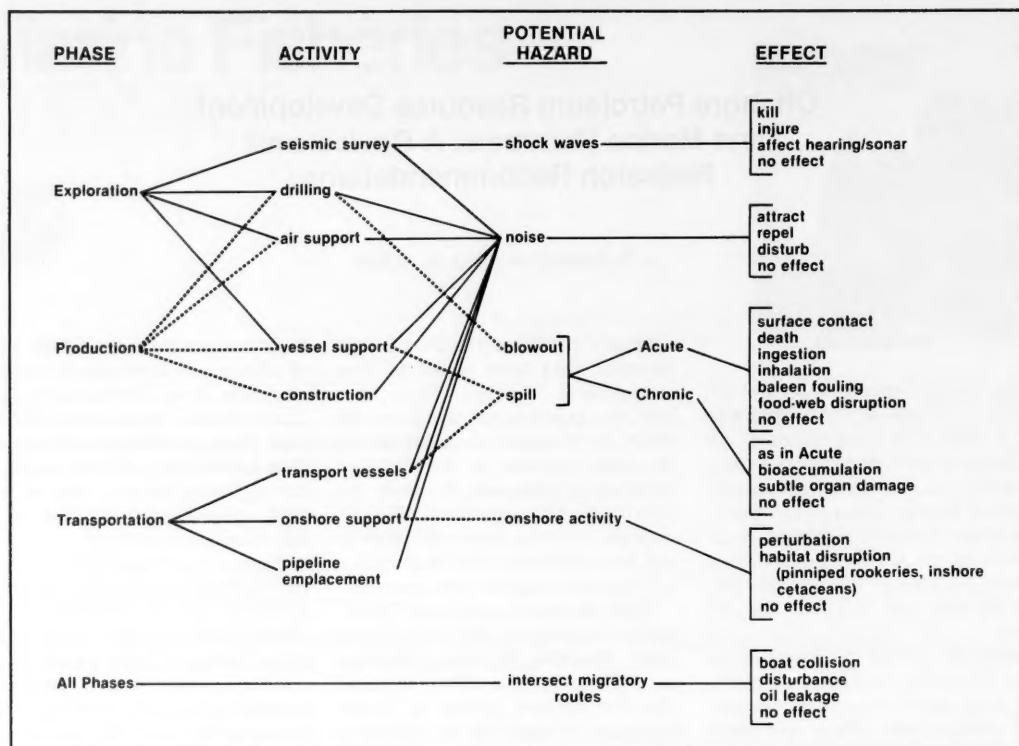 PHASE ACTIVITY POTENTIAL HAZARD EFFECT
seismic survey
shock waves
kill
injure
affect hearing/sonar
no effect
Exploration
drilling
air support
noise
attract
repel
disturb
no effect
Production
vessel support
construction
blowout
spill
Acute
Chronic
surface contact
death
ingestion
inhalation
baleen fouling
food-web disruption
no effect
as in Acute
bioaccumulation
subtle organ damage
no effect
transport vessels
Transportation
onshore support
onshore activity
pipeline
emplacement
perturbation
habitat disruption
(pinniped rookeries, inshore
cetaceans)
no effect
All Phases
intersect migratory
routes
boat collision
disturbance
oil leakage
no effect